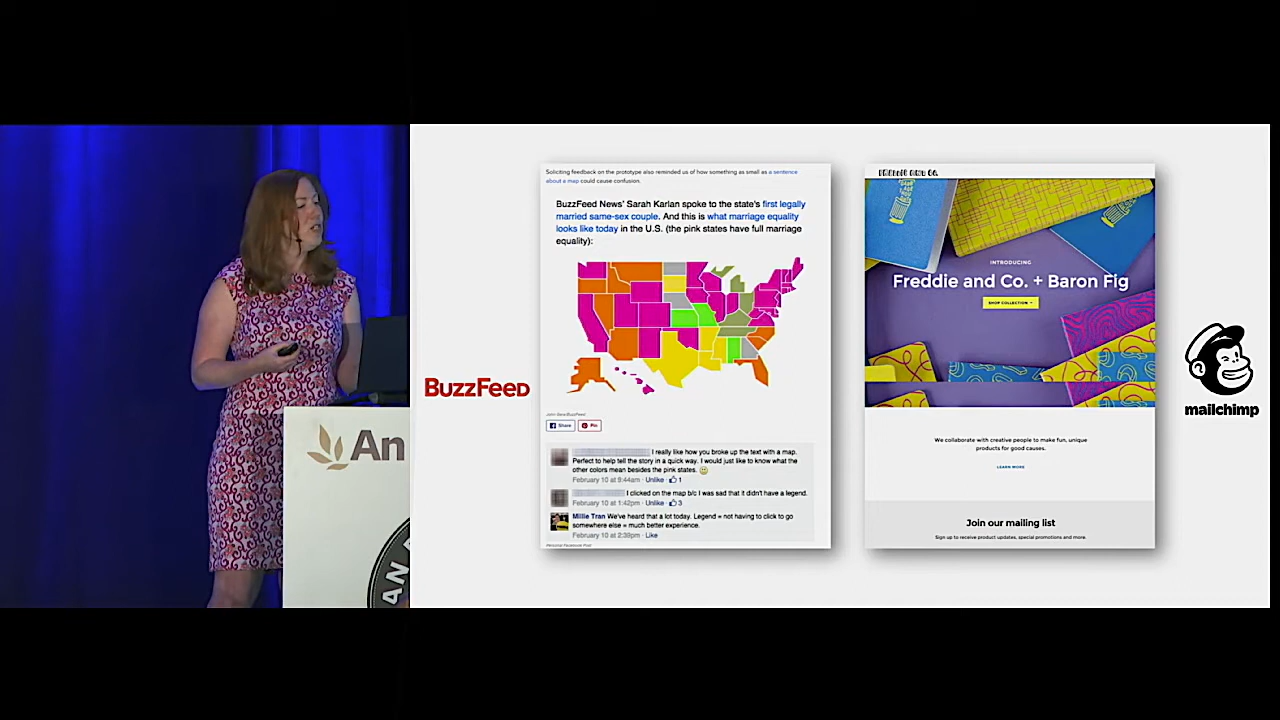 An
AN
BuzzFeed
Soliciting feedback on the prototype also reminded us of how something as small as a sentence
about a map could cause confusion.
BuzzFeed News' Sarah Karlan spoke to the state's first legally
married same-sex couple. And this is what marriage equality
looks like today in the U.S. (the pink states have full marriage
equality):
Share
Pin
I really like how you broke up the text with a map.
Perfect to help tell the story in a quick way. I would just like to know what the
other colors mean besides the pink states.
February 10 at 9:44am · Unlike · 1
I clicked on the map b/c I was sad that it didn't have a legend.
February 10 at 1:42pm · Unlike · 3
Millie Tran We've heard that a lot today. Legend = not having to click to go
somewhere else = much better experience.
February 10 at 2:39pm · Like
Personal Facebook Post
INTRODUCING
Freddie and Co. + Baron Fig
SHOP COLLECTION
We collaborate with creative people to make fun, unique
products for good causes.
LEARN MORE
Join our mailing list
Sign up to receive product updates, special promotions and more.
mailchimp